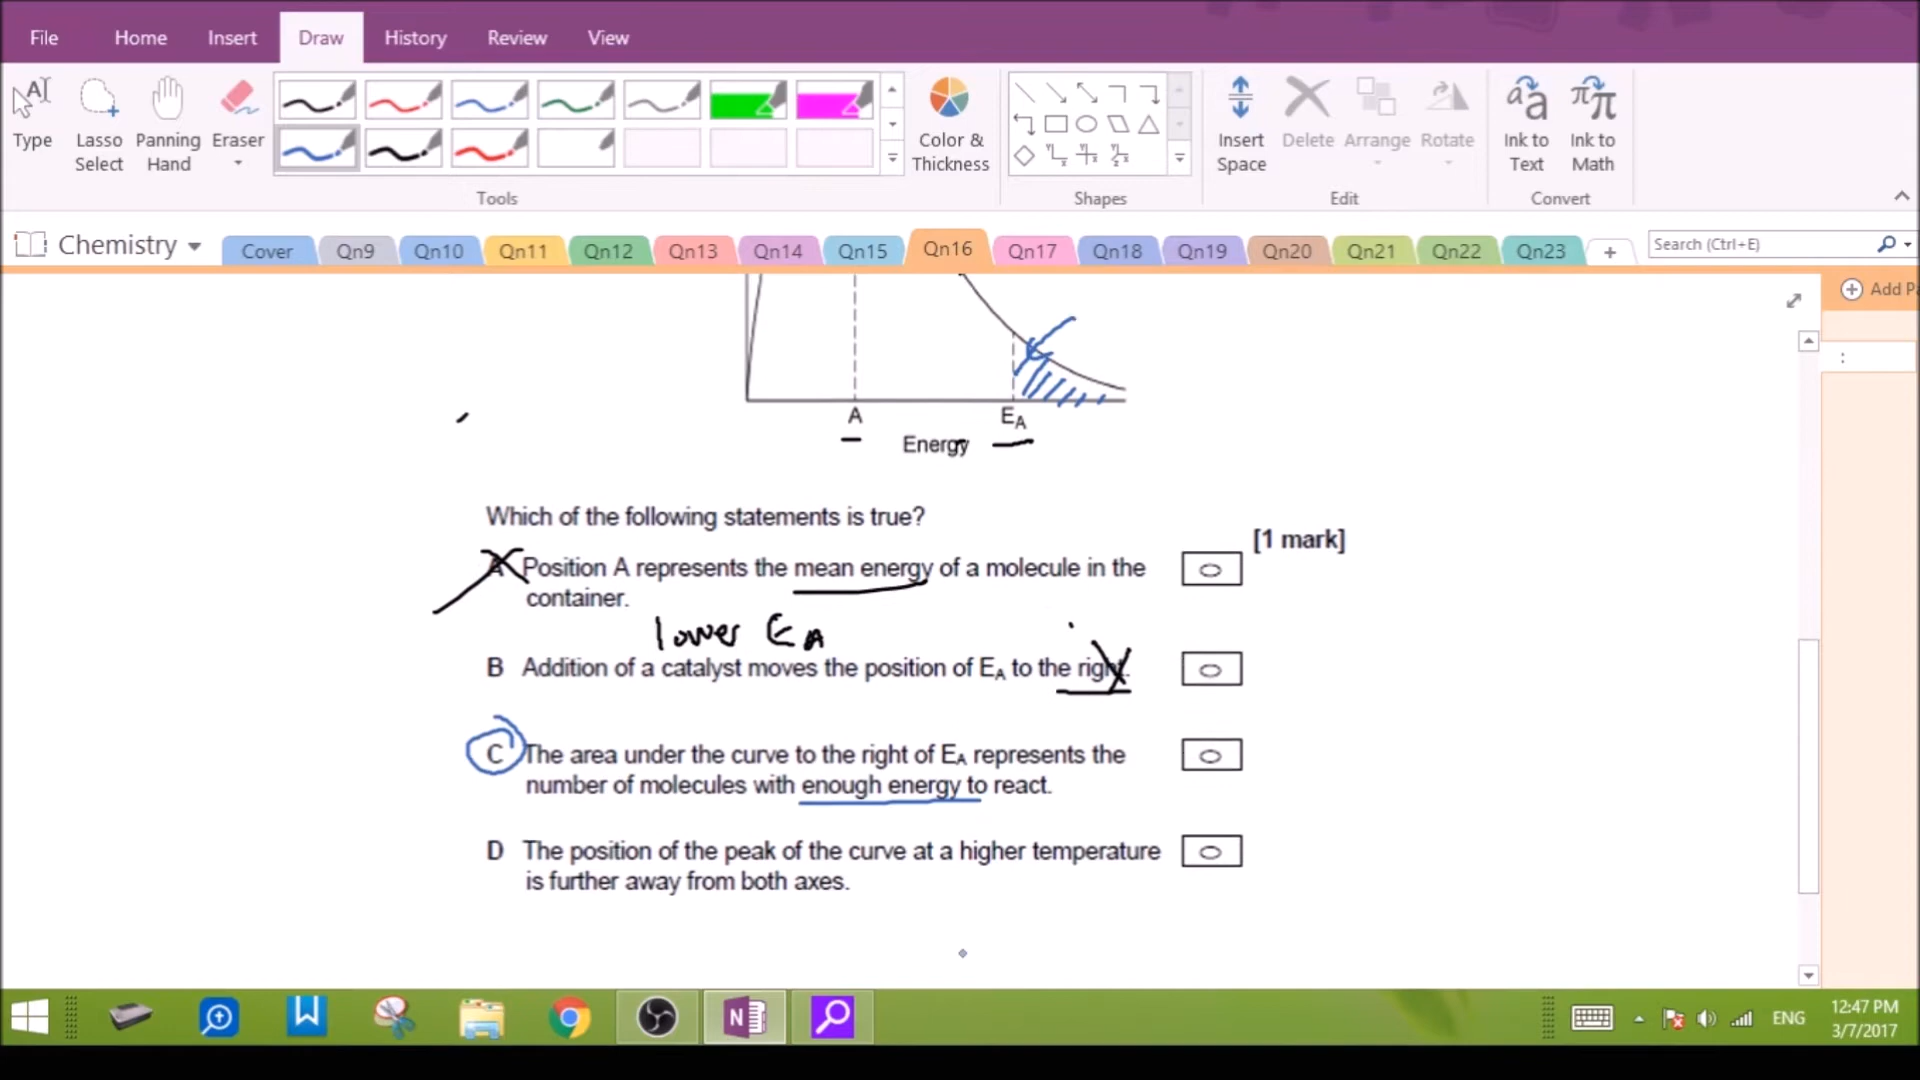 File Home Insert Draw History Review View
Type Lasso Select Panning Hand Eraser Color & Thickness Insert Space Delete Arrange Rotate Ink to Text Ink to Math
Tools Shapes Edit Convert
Chemistry Cover Qn9 Qn10 Qn11 Qn12 Qn13 Qn14 Qn15 Qn16 Qn17 Qn18 Qn19 Qn20 Qn21 Qn22 Qn23 Search (Ctrl+E)
Add Pa
A EA
Energy
Which of the following statements is true?
[1 mark]
A Position A represents the mean energy of a molecule in the
container.
lower EA
B Addition of a catalyst moves the position of EA to the right.
C The area under the curve to the right of EA represents the
number of molecules with enough energy to react.
D The position of the peak of the curve at a higher temperature
is further away from both axes.
ENG 12:47 PM
3/7/2017